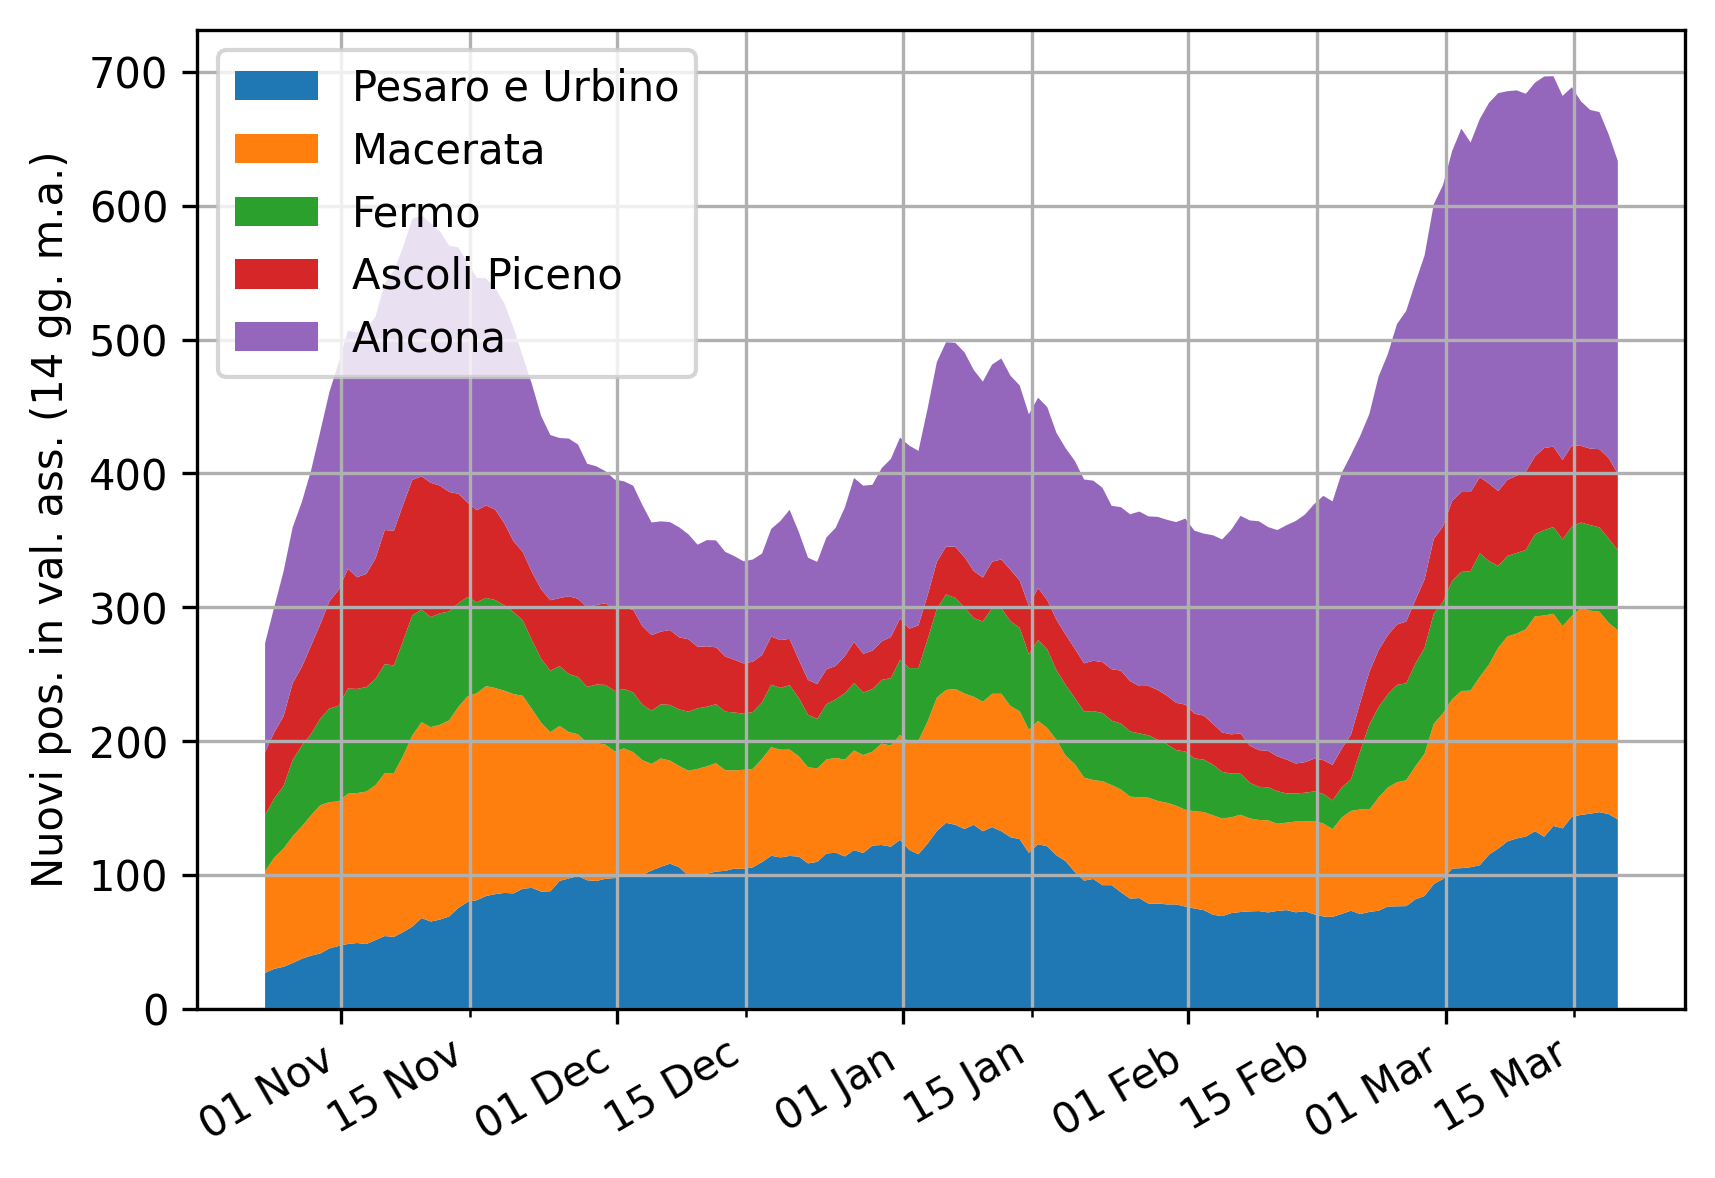 Nuovi pos. in val. ass. (14 gg. m.a.)
700
600
500
400
300
200
100
0
Pesaro e Urbino
Macerata
Fermo
Ascoli Piceno
Ancona
01 Nov
15 Nov
01 Dec
15 Dec
01 Jan
15 Jan
01 Feb
15 Feb
01 Mar
15 Mar